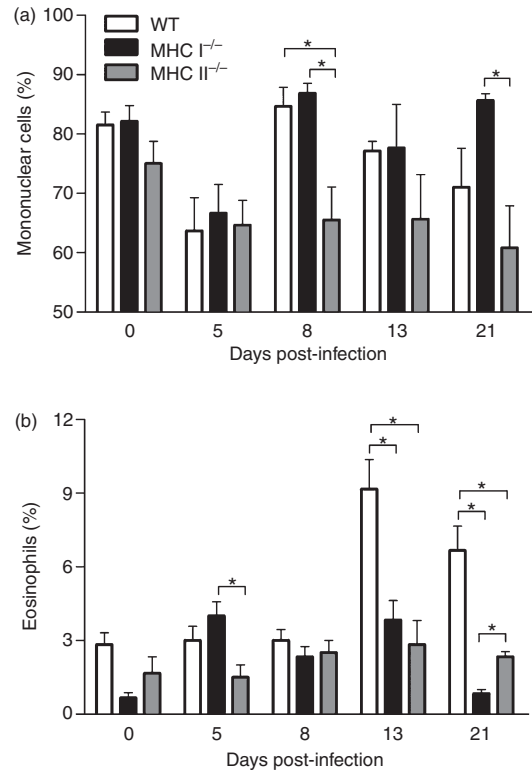 (a)
100
90
80
70
60
50
Mononuclear cells (%)
WT
MHC I⁻/⁻
MHC II⁻/⁻
*
*
*
0 5 8 13 21
Days post-infection
(b)
12
9
6
3
0
Eosinophils (%)
*
*
*
*
*
*
0 5 8 13 21
Days post-infection